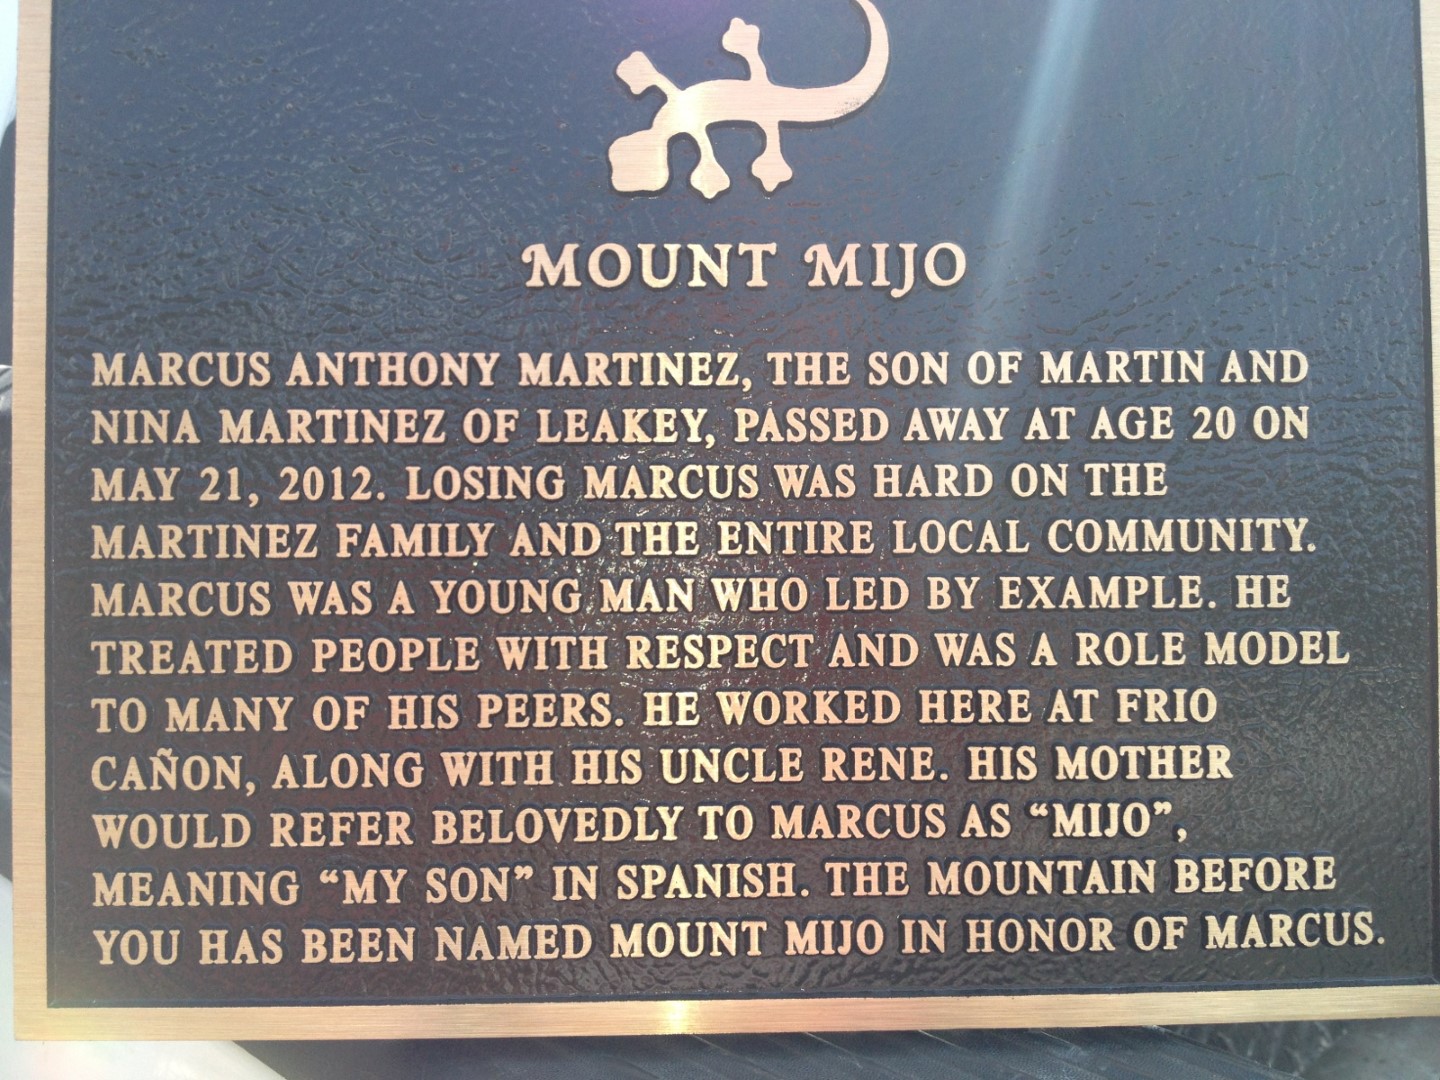 MOUNT MIJO
MARCUS ANTHONY MARTINEZ, THE SON OF MARTIN AND
NINA MARTINEZ OF LEAKEY, PASSED AWAY AT AGE 20 ON
MAY 21, 2012. LOSING MARCUS WAS HARD ON THE
MARTINEZ FAMILY AND THE ENTIRE LOCAL COMMUNITY.
MARCUS WAS A YOUNG MAN WHO LED BY EXAMPLE. HE
TREATED PEOPLE WITH RESPECT AND WAS A ROLE MODEL
TO MANY OF HIS PEERS. HE WORKED HERE AT FRIO
CAÑON, ALONG WITH HIS UNCLE RENE. HIS MOTHER
WOULD REFER BELOVEDLY TO MARCUS AS “MIJO”,
MEANING “MY SON” IN SPANISH. THE MOUNTAIN BEFORE
YOU HAS BEEN NAMED MOUNT MIJO IN HONOR OF MARCUS.